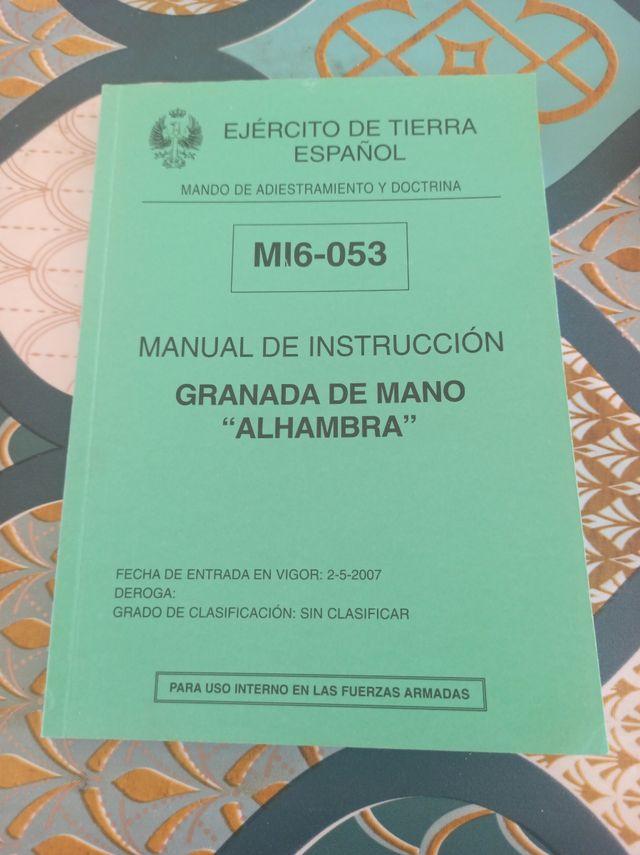 EJÉRCITO DE TIERRA
ESPAÑOL
MANDO DE ADIESTRAMIENTO Y DOCTRINA
MI6-053
MANUAL DE INSTRUCCIÓN
GRANADA DE MANO
“ALHAMBRA”
FECHA DE ENTRADA EN VIGOR: 2-5-2007
DEROGA:
GRADO DE CLASIFICACIÓN: SIN CLASIFICAR
PARA USO INTERNO EN LAS FUERZAS ARMADAS